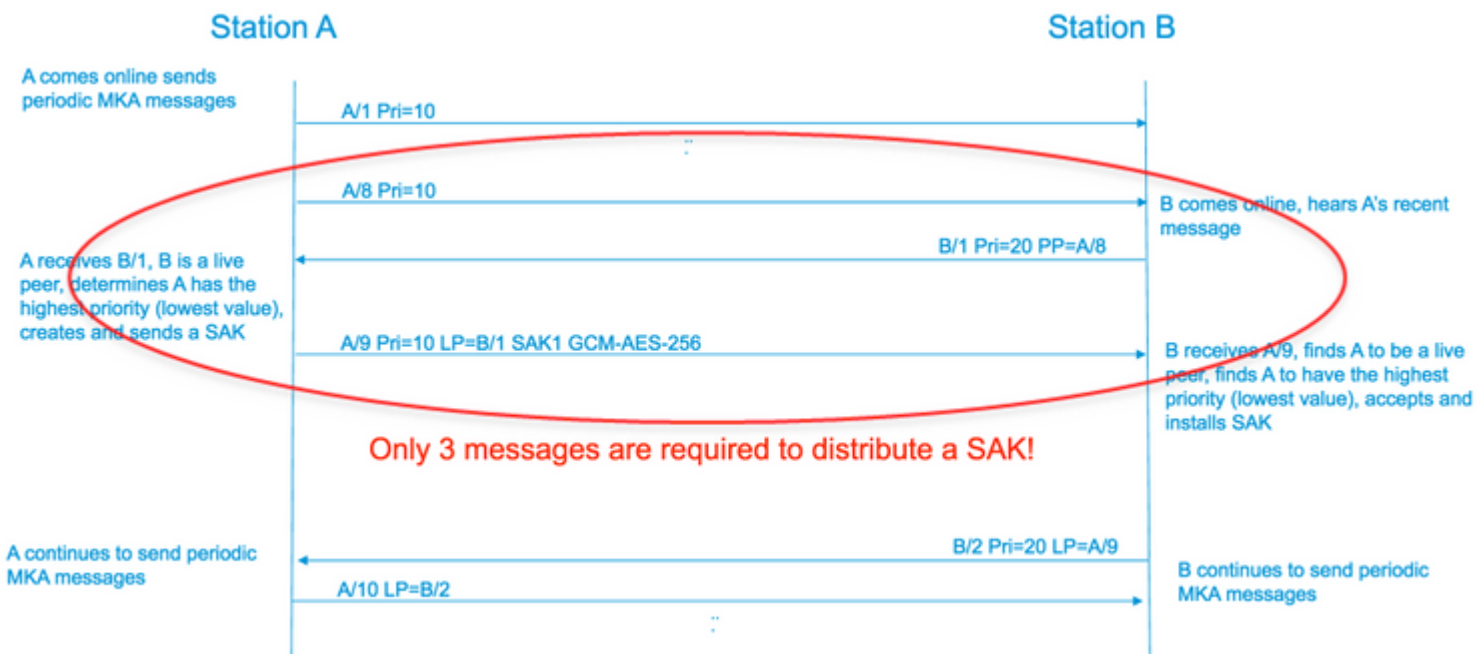 Station A
Station B
A comes online sends
periodic MKA messages
A/1 Pri=10
A/8 Pri=10
B comes online, hears A's recent
message
B/1 Pri=20 PP=A/8
A receives B/1, B is a live
peer, determines A has the
highest priority (lowest value),
creates and sends a SAK
A/9 Pri=10 LP=B/1 SAK1 GCM-AES-256
B receives A/9, finds A to be a live
peer, finds A to have the highest
priority (lowest value), accepts and
installs SAK
Only 3 messages are required to distribute a SAK!
B/2 Pri=20 LP=A/9
A continues to send periodic
MKA messages
B continues to send periodic
MKA messages
A/10 LP=B/2